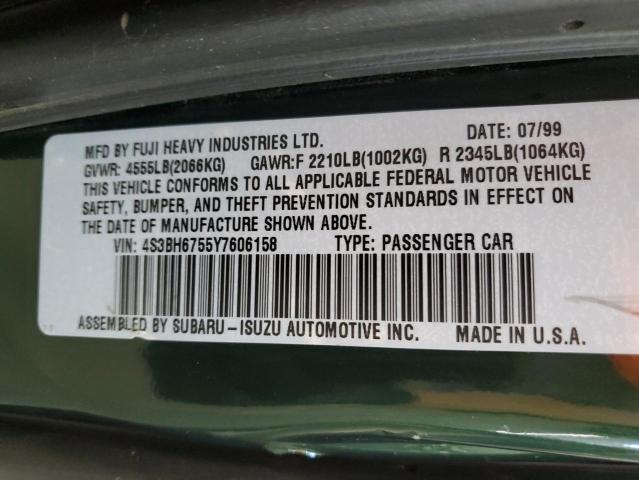 MFD BY FUJI HEAVY INDUSTRIES LTD. DATE: 07/99
GVWR: 4555LB(2066KG) GAWR:F 2210LB(1002KG) R 2345LB(1064KG)
THIS VEHICLE CONFORMS TO ALL APPLICABLE FEDERAL MOTOR VEHICLE
SAFETY, BUMPER, AND THEFT PREVENTION STANDARDS IN EFFECT ON
THE DATE OF MANUFACTURE SHOWN ABOVE.
VIN: 4S3BH6755Y7606158 TYPE: PASSENGER CAR
ASSEMBLED BY SUBARU-ISUZU AUTOMOTIVE INC. MADE IN U.S.A.